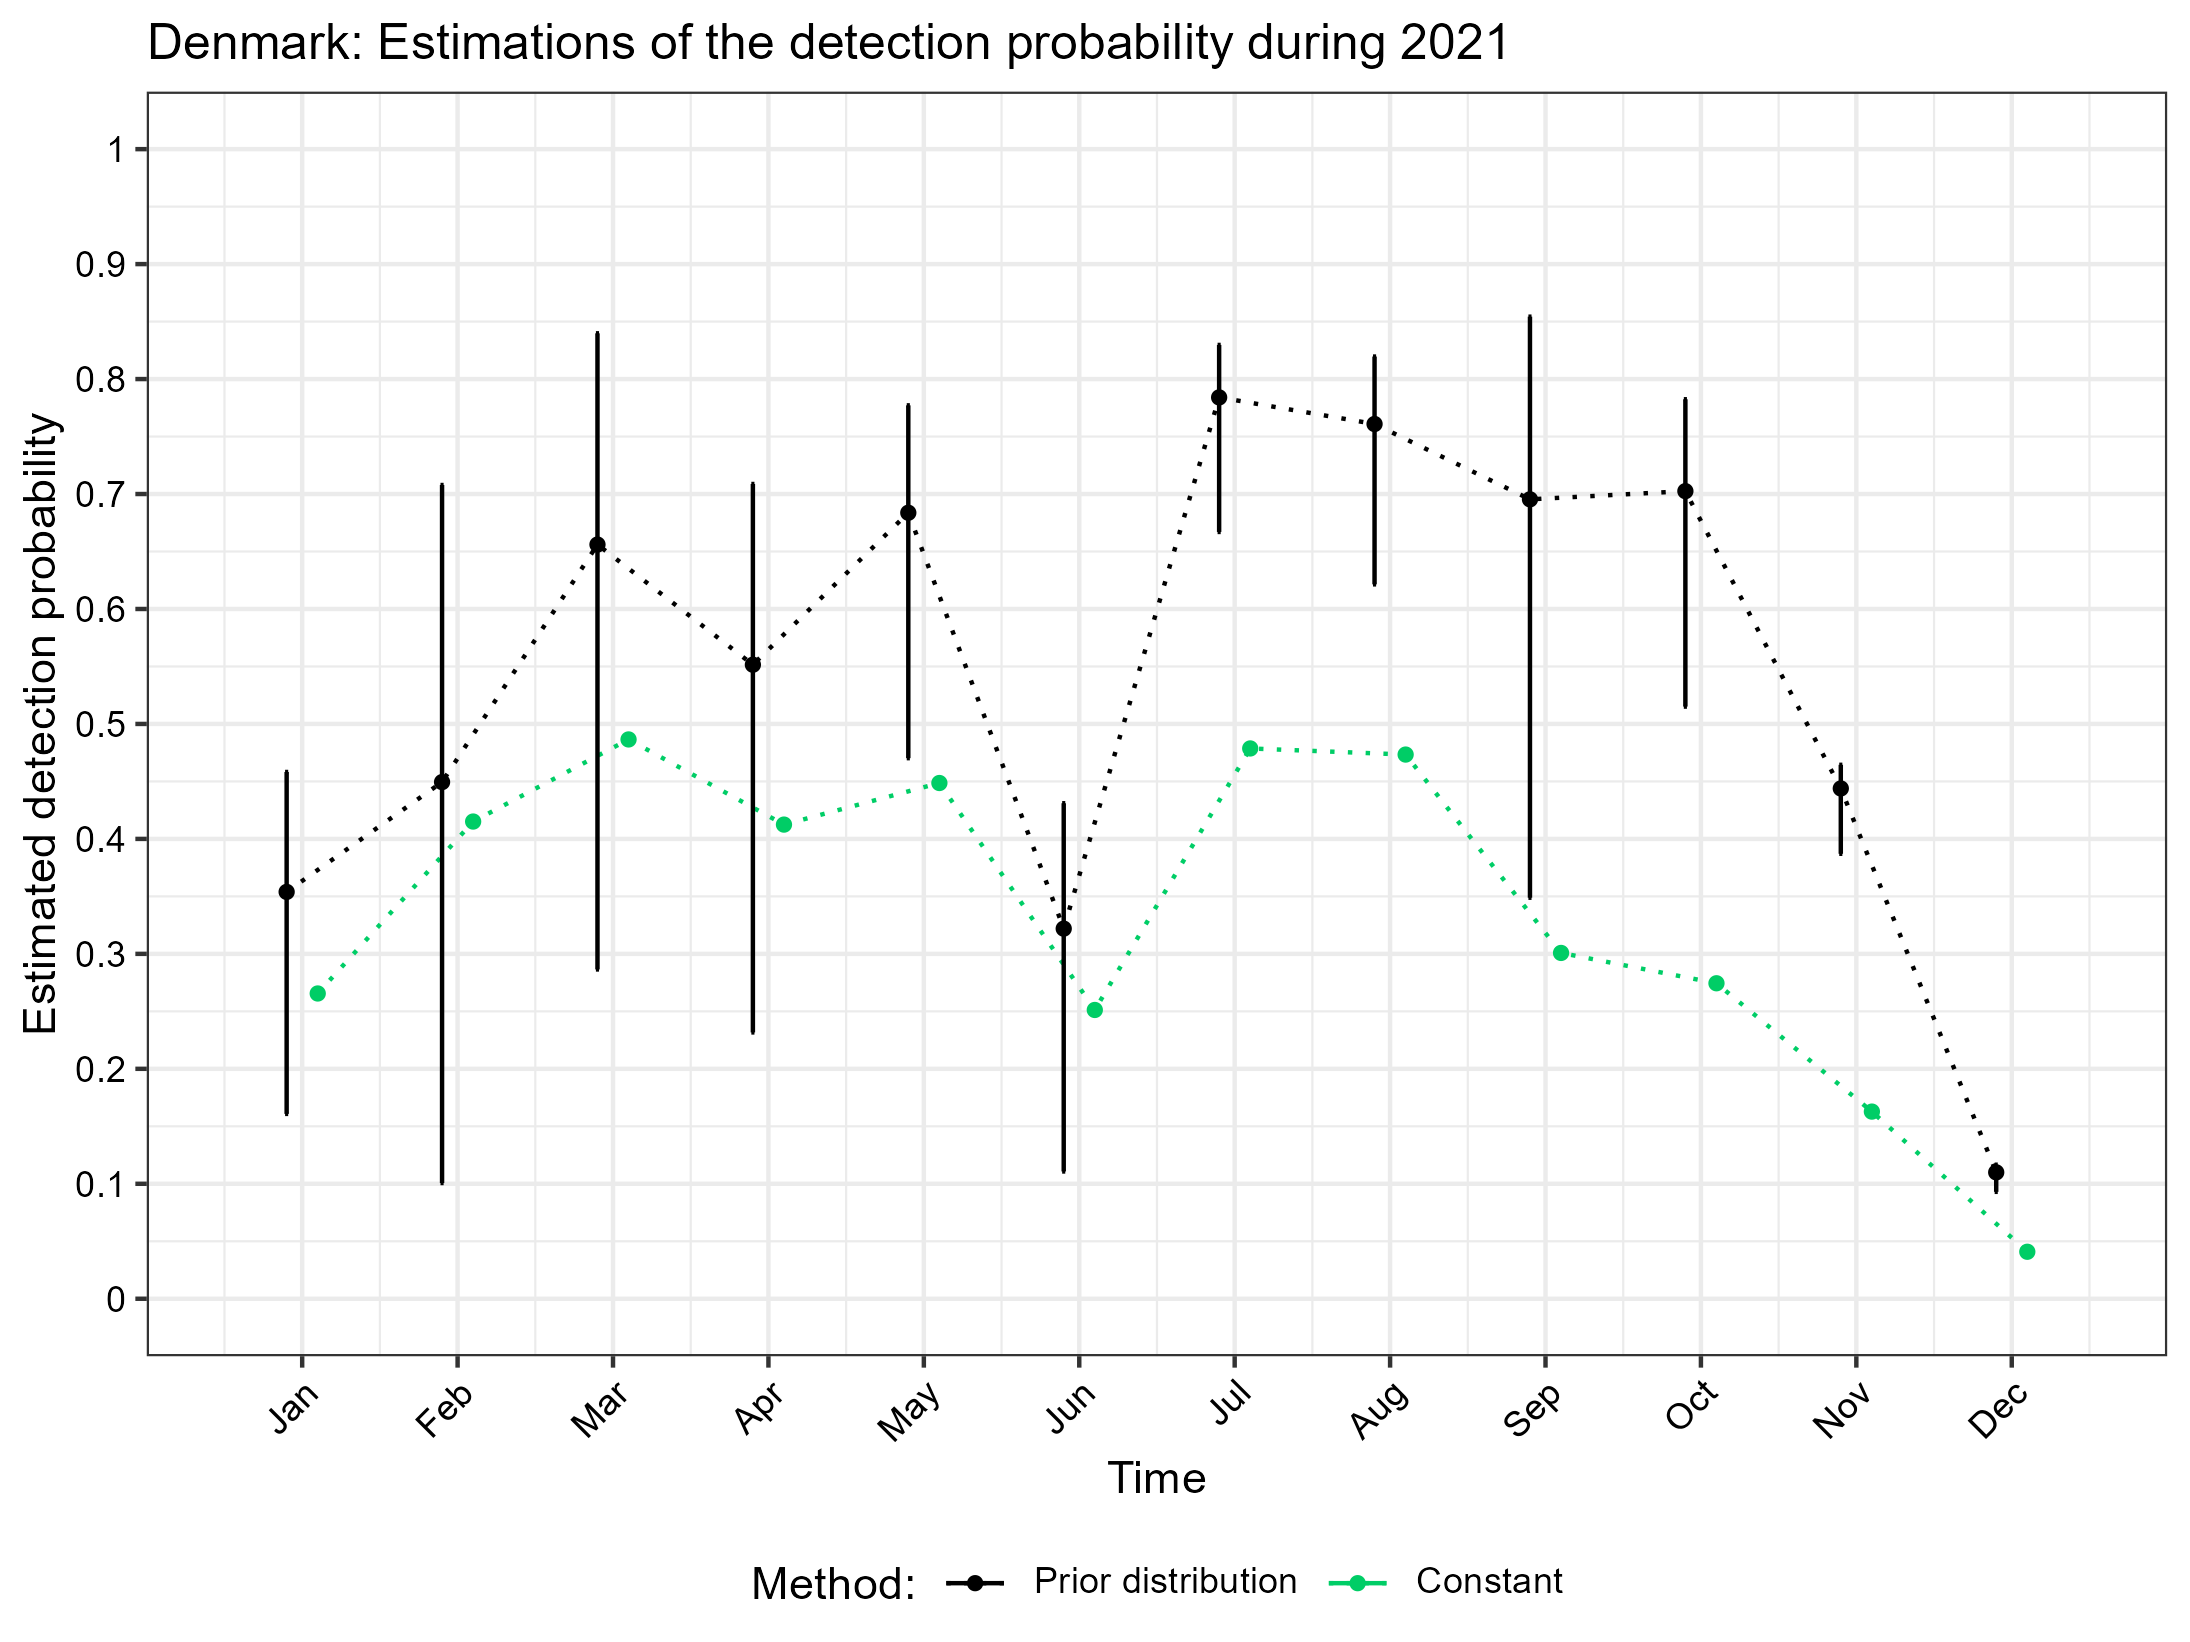 Denmark: Estimations of the detection probability during 2021
Estimated detection probability
1
0.9
0.8
0.7
0.6
0.5
0.4
0.3
0.2
0.1
0
Jan Feb Mar Apr May Jun Jul Aug Sep Oct Nov Dec
Time
Method: Prior distribution Constant